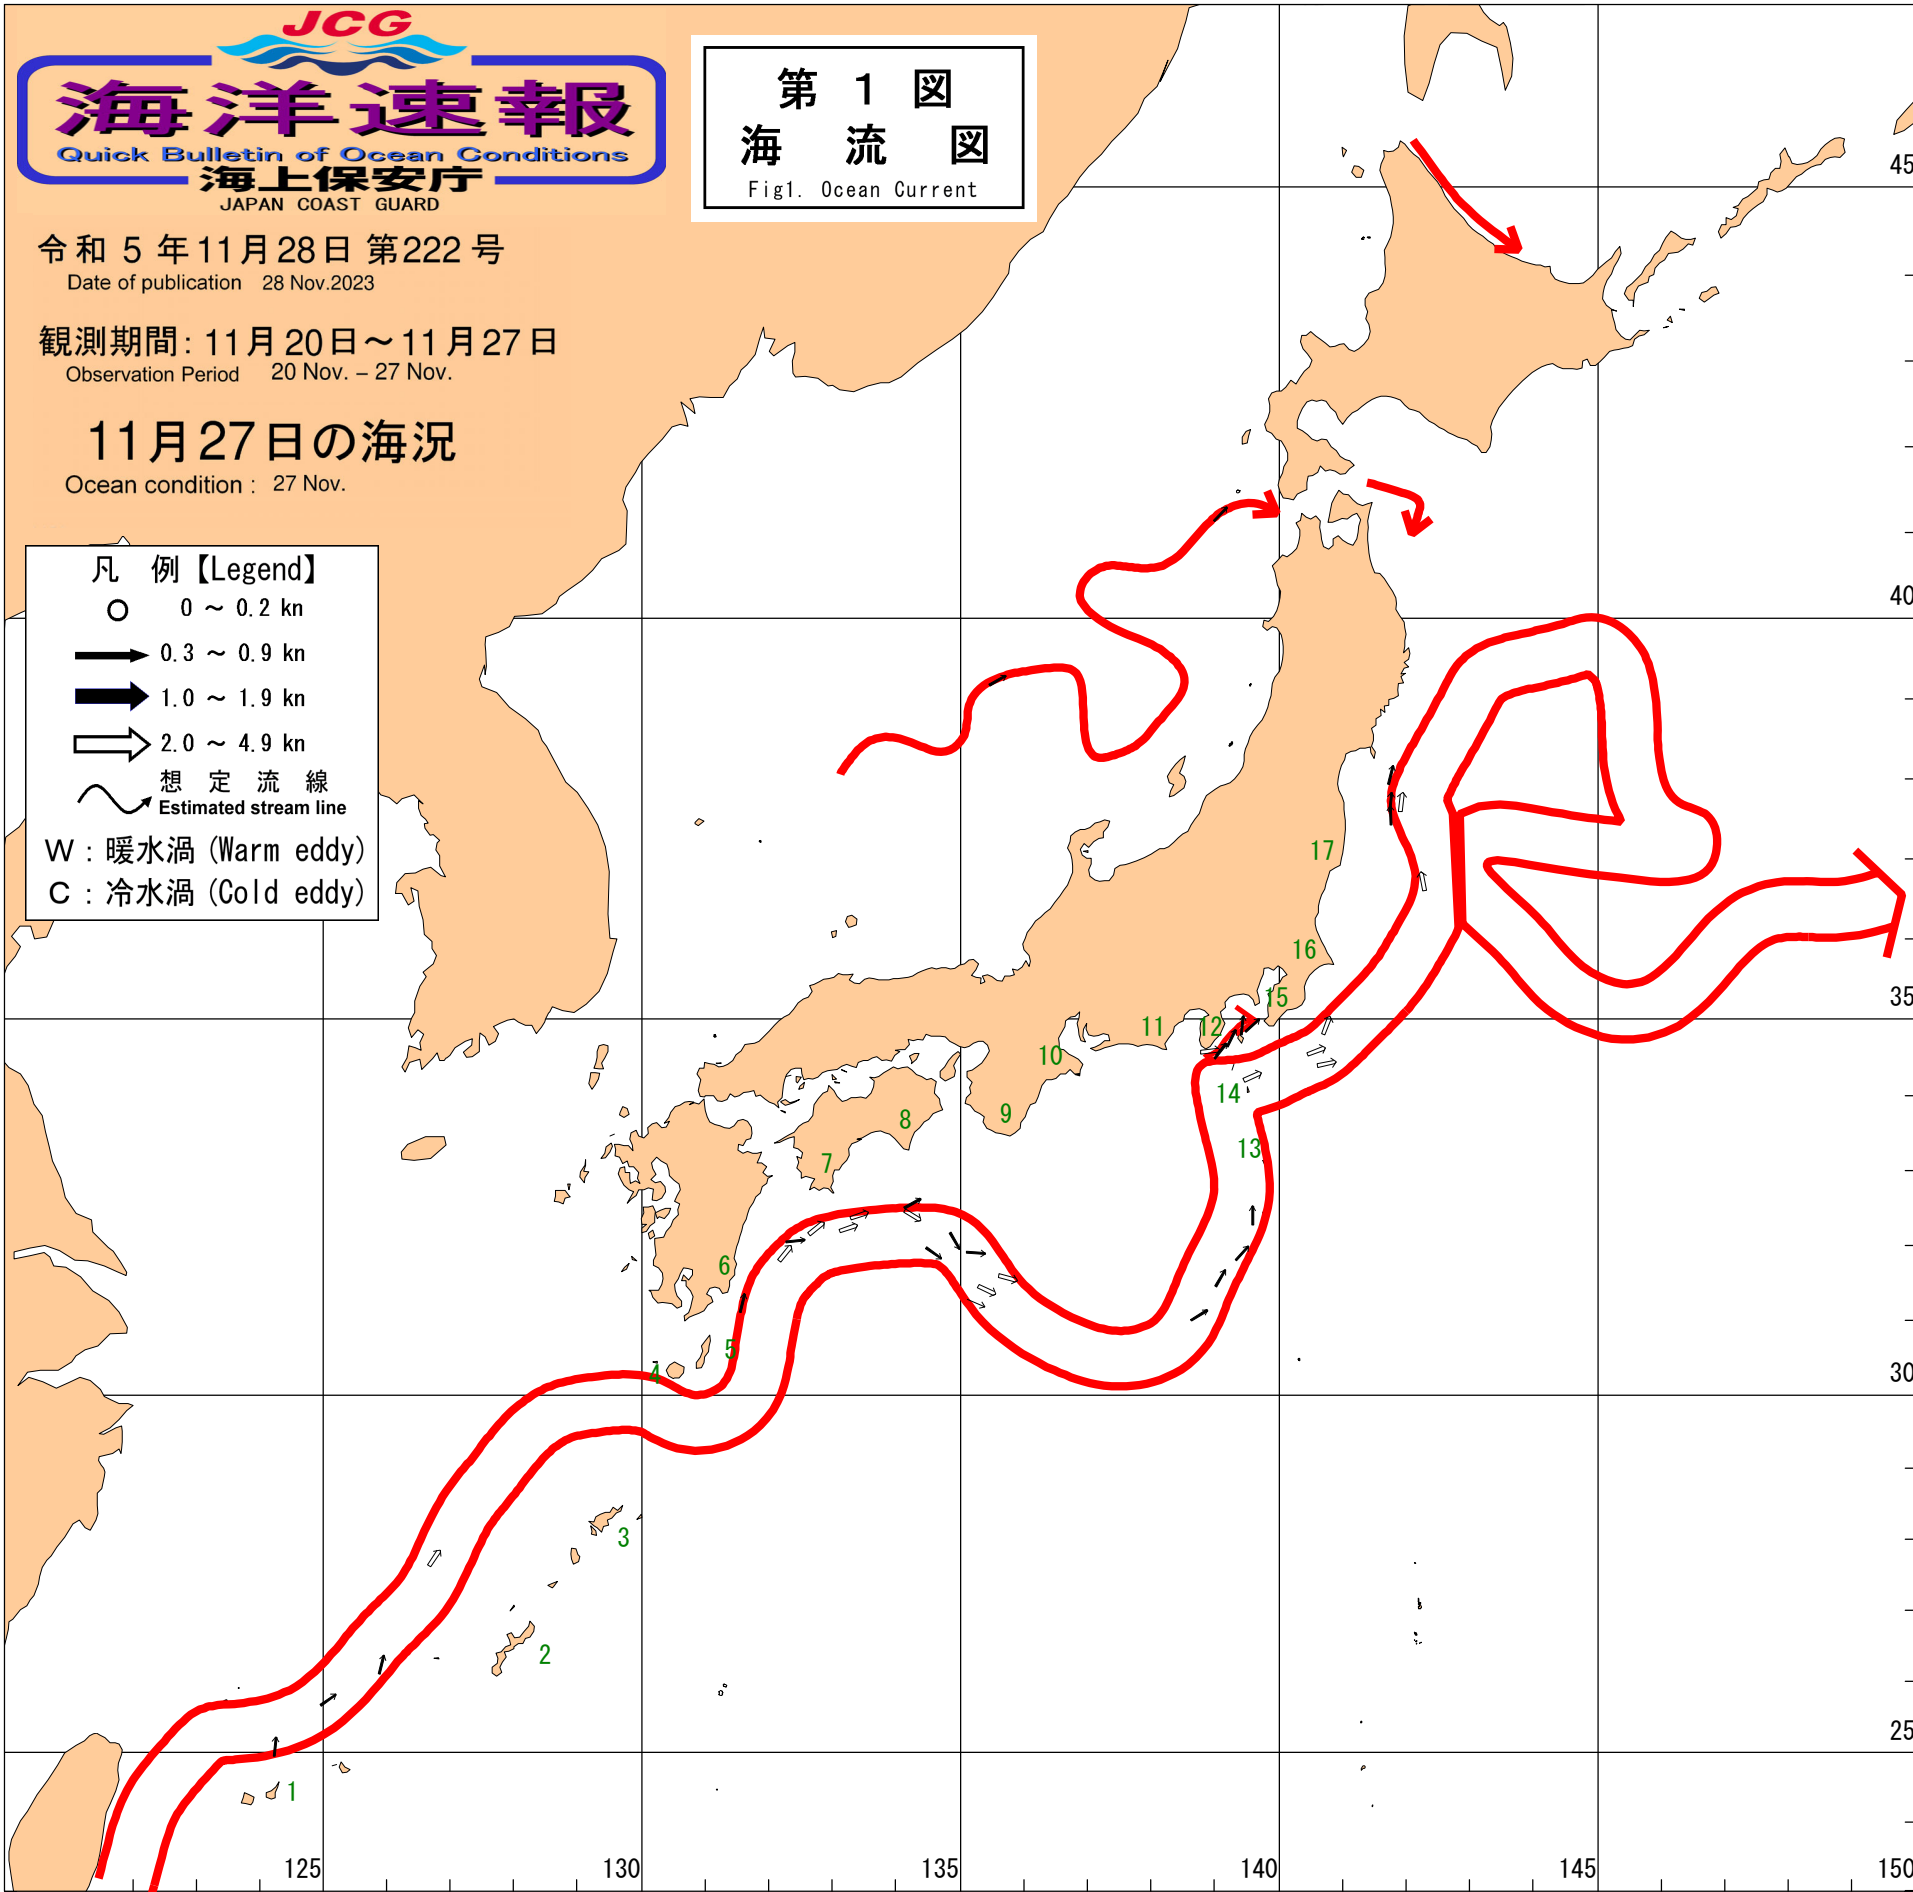 JCG
海洋速報
Quick Bulletin of Ocean Conditions
海上保安庁
JAPAN COAST GUARD
第 1 図
海 流 図
Fig1. Ocean Current
令和 5 年11月28日 第222 号
Date of publication 28 Nov.2023
観測期間: 11月20日～11月27日
Observation Period 20 Nov. – 27 Nov.
11月27日の海況
Ocean condition : 27 Nov.
凡 例【Legend】
0 ～ 0.2 kn
0.3 ～ 0.9 kn
1.0 ～ 1.9 kn
2.0 ～ 4.9 kn
想 定 流 線
Estimated stream line
W : 暖水渦 (Warm eddy)
C : 冷水渦 (Cold eddy)
45
40
17
16
35
15
12
11
10
14
9
8
13
7
6
5
4
30
3
2
25
1
125
130
135
140
145
150